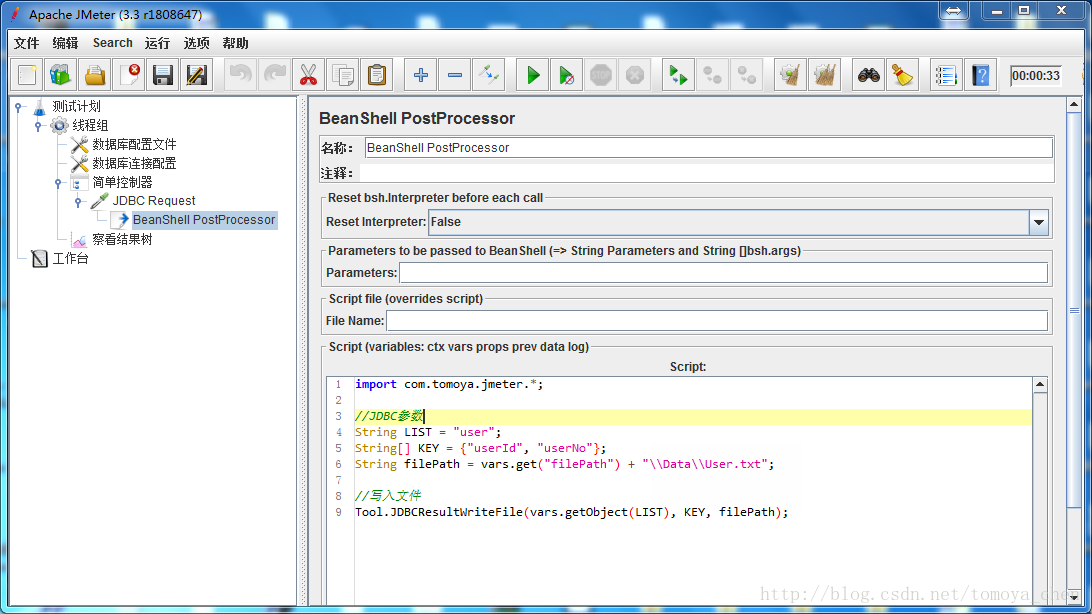 Apache JMeter (3.3 r1808647)
文件 编辑 Search 运行 选项 帮助
STOP
00:00:33
测试计划
线程组
数据库配置文件
数据库连接配置
简单控制器
JDBC Request
BeanShell PostProcessor
察看结果树
工作台
BeanShell PostProcessor
名称: BeanShell PostProcessor
注释:
Reset bsh.Interpreter before each call
Reset Interpreter: False
Parameters to be passed to BeanShell (=> String Parameters and String []bsh.args)
Parameters:
Script file (overrides script)
File Name:
Script (variables: ctx vars props prev data log)
Script:
1 import com.tomoya.jmeter.*;
2
3 //JDBC参数
4 String LIST = "user";
5 String[] KEY = {"userId", "userNo"};
6 String filePath = vars.get("filePath") + "\\Data\\User.txt";
7
8 //写入文件
9 Tool.JDBCResultWriteFile(vars.getObject(LIST), KEY, filePath);
http://blog.csdn.net/tomoya_chen